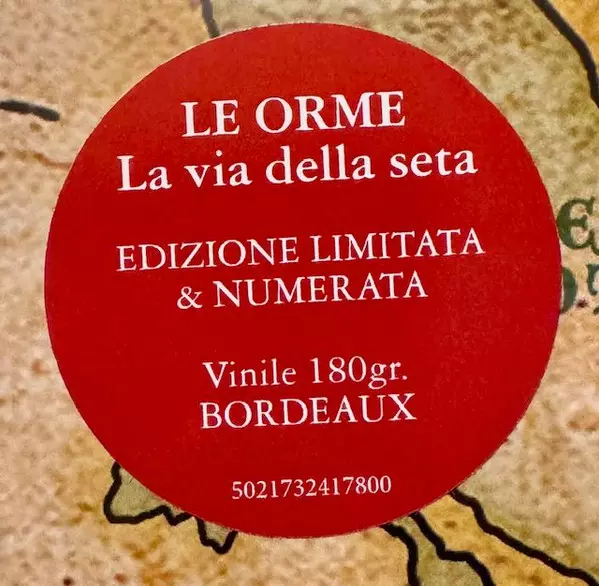 LE ORME
La via della seta
EDIZIONE LIMITATA
& NUMERATA
Vinile 180gr.
BORDEAUX
5021732417800